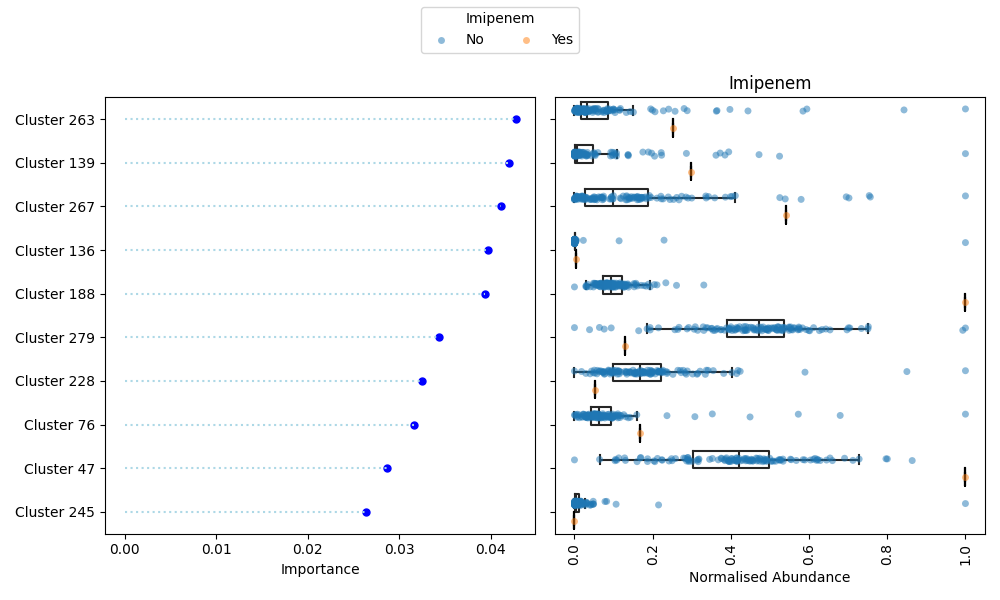 Imipenem
No Yes
Imipenem
Cluster 263
Cluster 139
Cluster 267
Cluster 136
Cluster 188
Cluster 279
Cluster 228
Cluster 76
Cluster 47
Cluster 245
0.00 0.01 0.02 0.03 0.04
Importance
0.0 0.2 0.4 0.6 0.8 1.0
Normalised Abundance